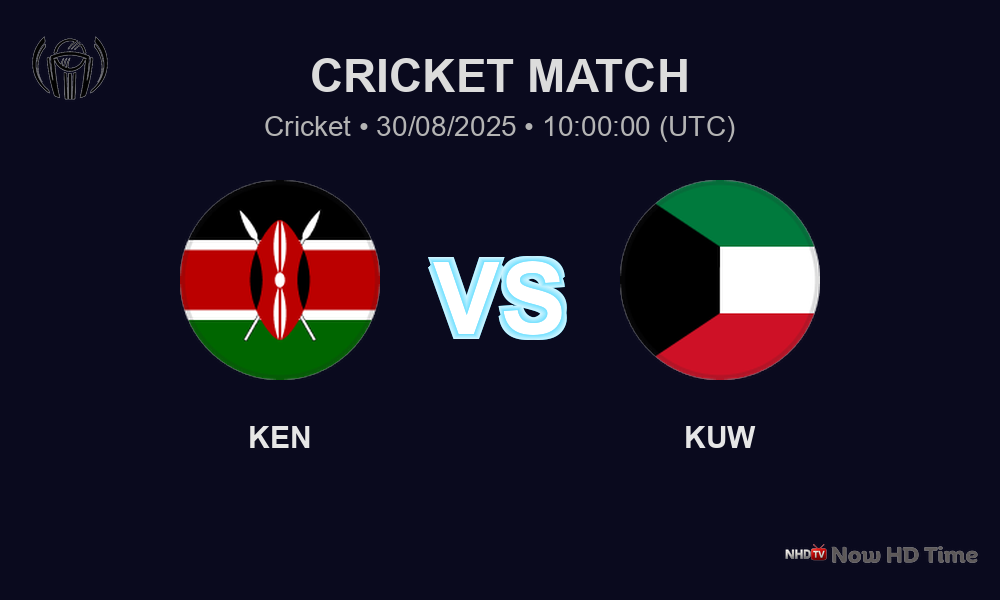 CRICKET MATCH
Cricket • 30/08/2025 • 10:00:00 (UTC)
VS
KEN
KUW
NHDTV Now HD Time